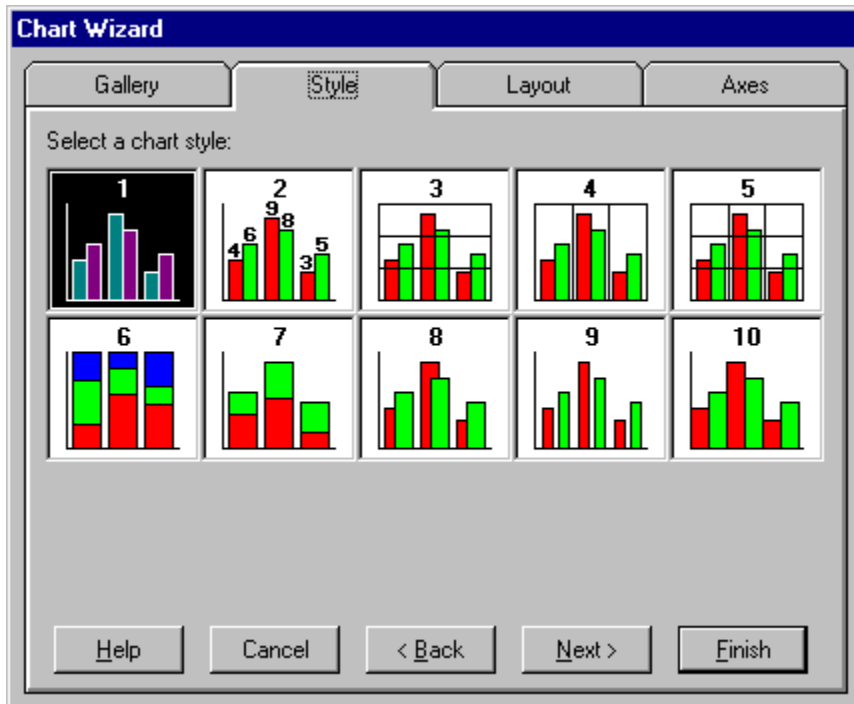 Chart Wizard
Gallery Style Layout Axes
Select a chart style:
1 2 3 4 5
4 6 9 8 3 5
6 7 8 9 10
Help Cancel < Back Next > Finish